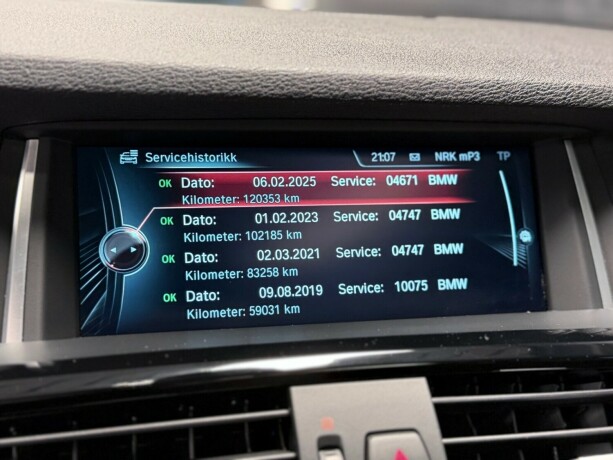 Servicehistorikk 21:07 NRK mP3 TP
OK Dato: 06.02.2025 Service: 04671 BMW
Kilometer: 120353 km
OK Dato: 01.02.2023 Service: 04747 BMW
Kilometer: 102185 km
OK Dato: 02.03.2021 Service: 04747 BMW
Kilometer: 83258 km
OK Dato: 09.08.2019 Service: 10075 BMW
Kilometer: 59031 km